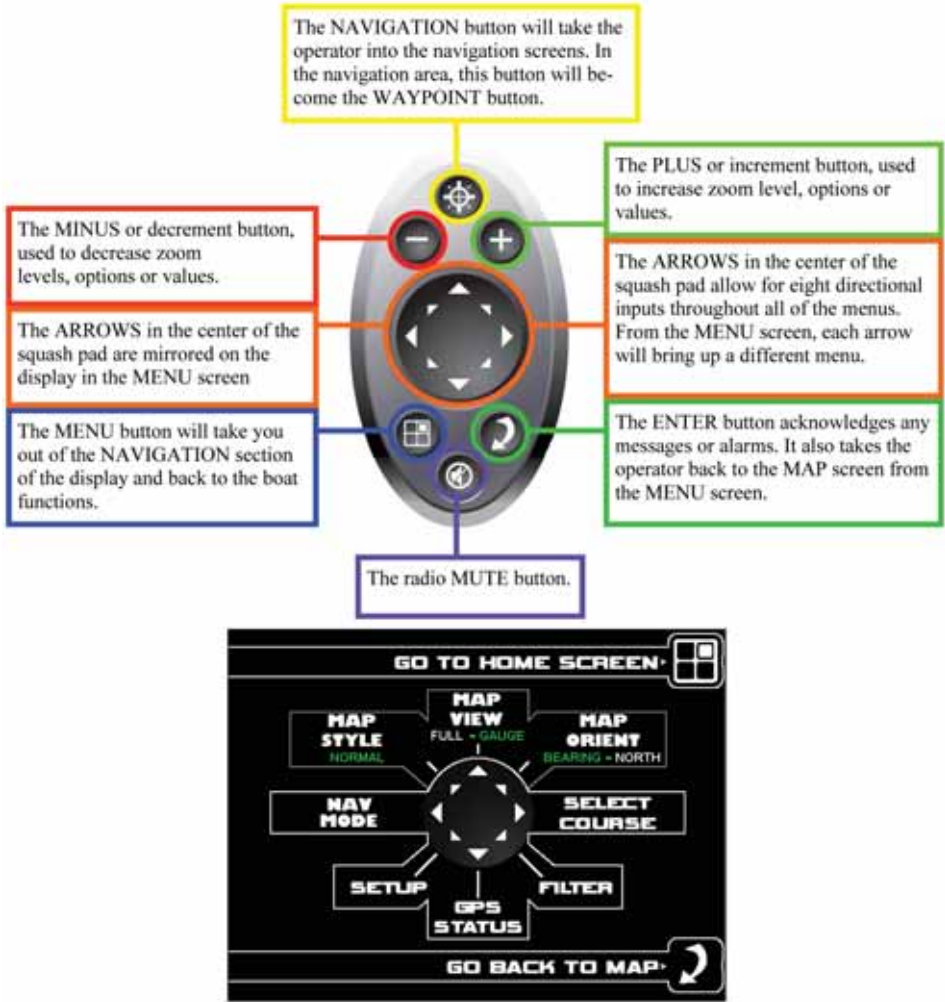 The NAVIGATION button will take the
operator into the navigation screens. In
the navigation area, this button will be-
come the WAYPOINT button.
The PLUS or increment button, used
to increase zoom level, options or
values.
The MINUS or decrement button,
used to decrease zoom
levels, options or values.
The ARROWS in the center of the
squash pad allow for eight directional
inputs throughout all of the menus.
From the MENU screen, each arrow
will bring up a different menu.
The ARROWS in the center of the
squash pad are mirrored on the
display in the MENU screen
The MENU button will take you
out of the NAVIGATION section
of the display and back to the boat
functions.
The ENTER button acknowledges any
messages or alarms. It also takes the
operator back to the MAP screen from
the MENU screen.
The radio MUTE button.
GO TO HOME SCREEN
MAP
VIEW
FULL - GAUGE
MAP
STYLE
NORMAL
MAP
ORIENT
BEARING - NORTH
NAV
MODE
SELECT
COURSE
SETUP
FILTER
GPS
STATUS
GO BACK TO MAP